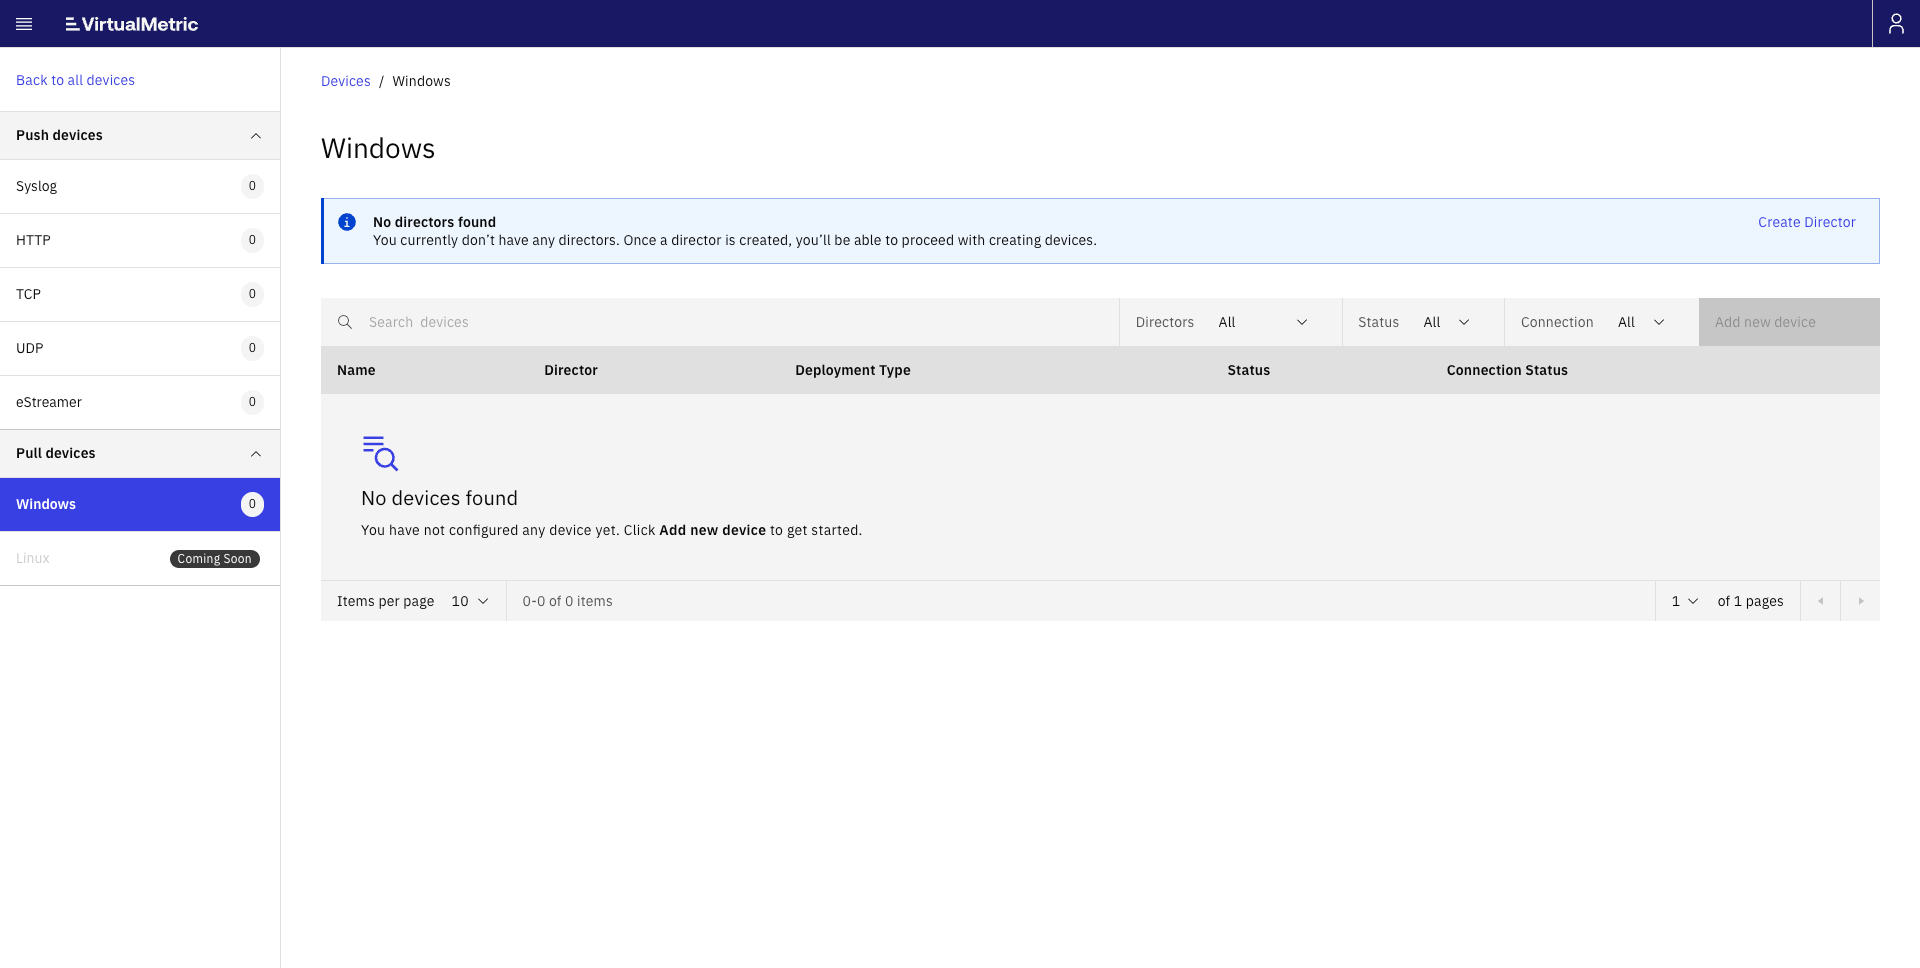 VirtualMetric
Back to all devices
Push devices
Syslog 0
HTTP 0
TCP 0
UDP 0
eStreamer 0
Pull devices
Windows 0
Linux Coming Soon
Devices / Windows
Windows
No directors found
You currently don’t have any directors. Once a director is created, you’ll be able to proceed with creating devices.
Create Director
Search devices Directors All Status All Connection All Add new device
Name Director Deployment Type Status Connection Status
No devices found
You have not configured any device yet. Click Add new device to get started.
Items per page 10 0-0 of 0 items 1 of 1 pages